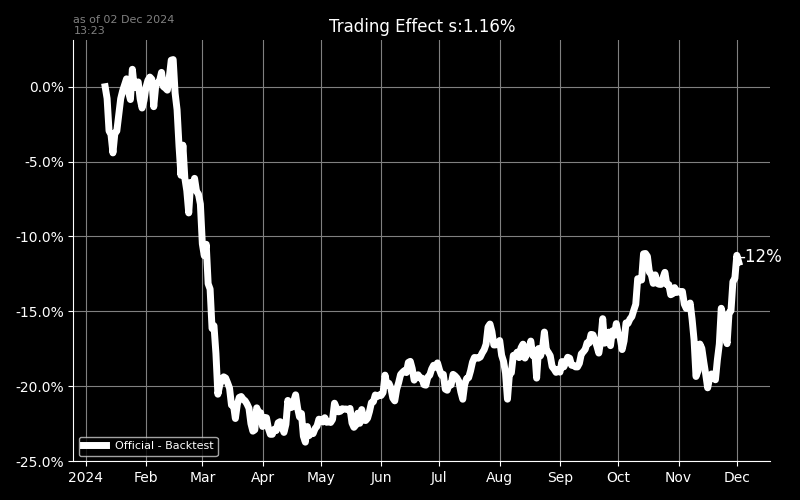 as of 02 Dec 2024
13:23
Trading Effect s:1.16%
0.0%
-5.0%
-10.0%
-12%
-15.0%
-20.0%
-25.0%
Official - Backtest
2024 Feb Mar Apr May Jun Jul Aug Sep Oct Nov Dec